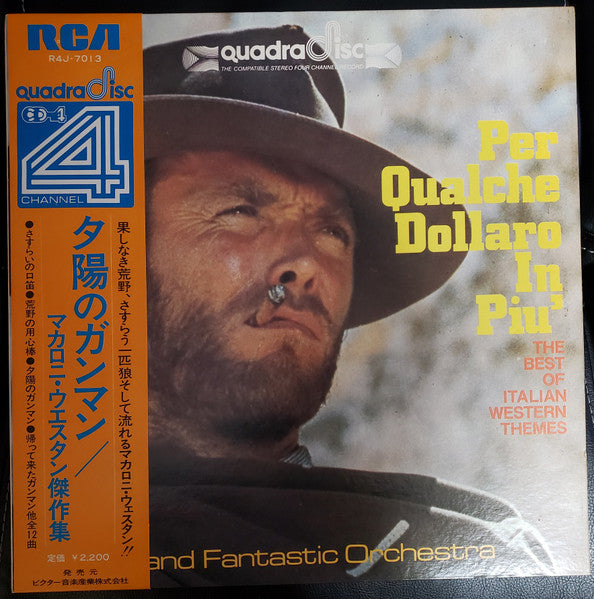 RCA
R4J-7013
quadradisc
CD-4
4
CHANNEL
夕陽のガンマン/
マカロニ・ウエスタン傑作集
果しなき荒野、さすらう一匹狼そして流れるマカロニ・ウェスタン!!
●さすらいの口笛●荒野の用心棒●夕陽のガンマン●帰って来たガンマン他全12曲
定価 ¥2,200
発売元
ビクター音楽産業株式会社
quadradisc
THE COMPATIBLE STEREO FOUR CHANNEL RECORD
Per
Qualche
Dollaro
In
Piu'
THE
BEST
OF
ITALIAN
WESTERN
THEMES
and Fantastic Orchestra